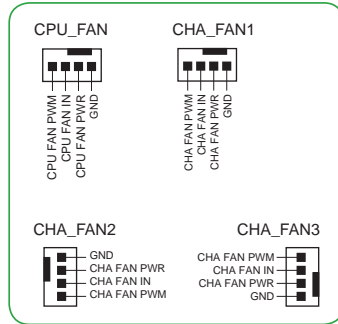 CPU_FAN
CPU FAN PWM
CPU FAN IN
CPU FAN PWR
GND
CHA_FAN1
CHA FAN PWM
CHA FAN IN
CHA FAN PWR
GND
CHA_FAN2
GND
CHA FAN PWR
CHA FAN IN
CHA FAN PWM
CHA_FAN3
CHA FAN PWM
CHA FAN IN
CHA FAN PWR
GND